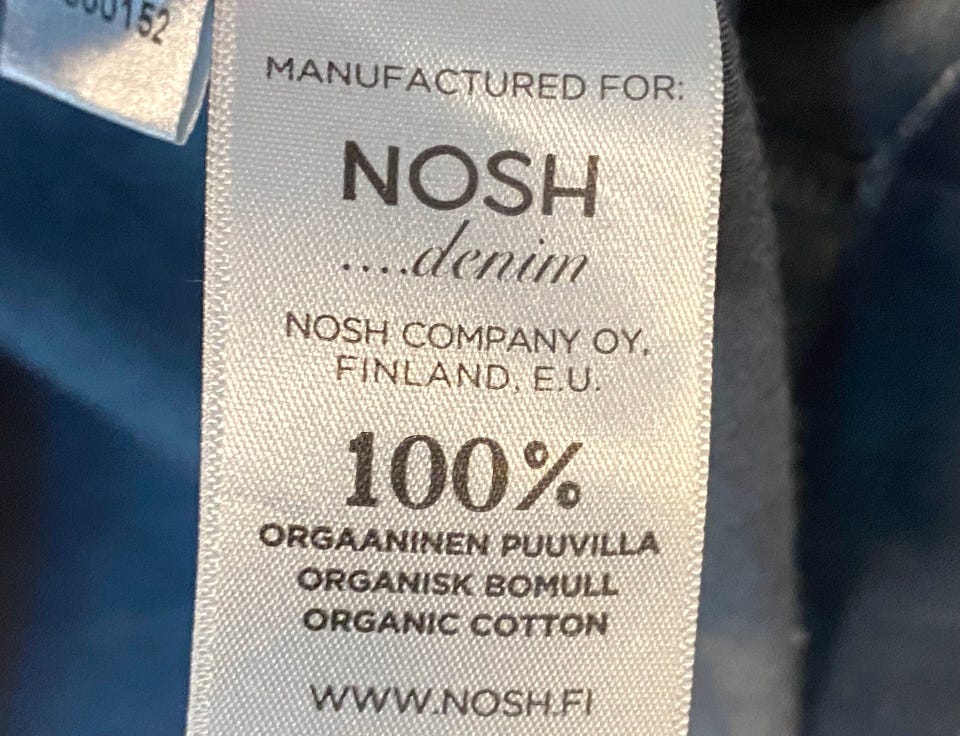 MANUFACTURED FOR:
NOSH
....denim
NOSH COMPANY OY,
FINLAND, E.U.
100%
ORGAANINEN PUUVILLA
ORGANISK BOMULL
ORGANIC COTTON
WWW.NOSH.FI